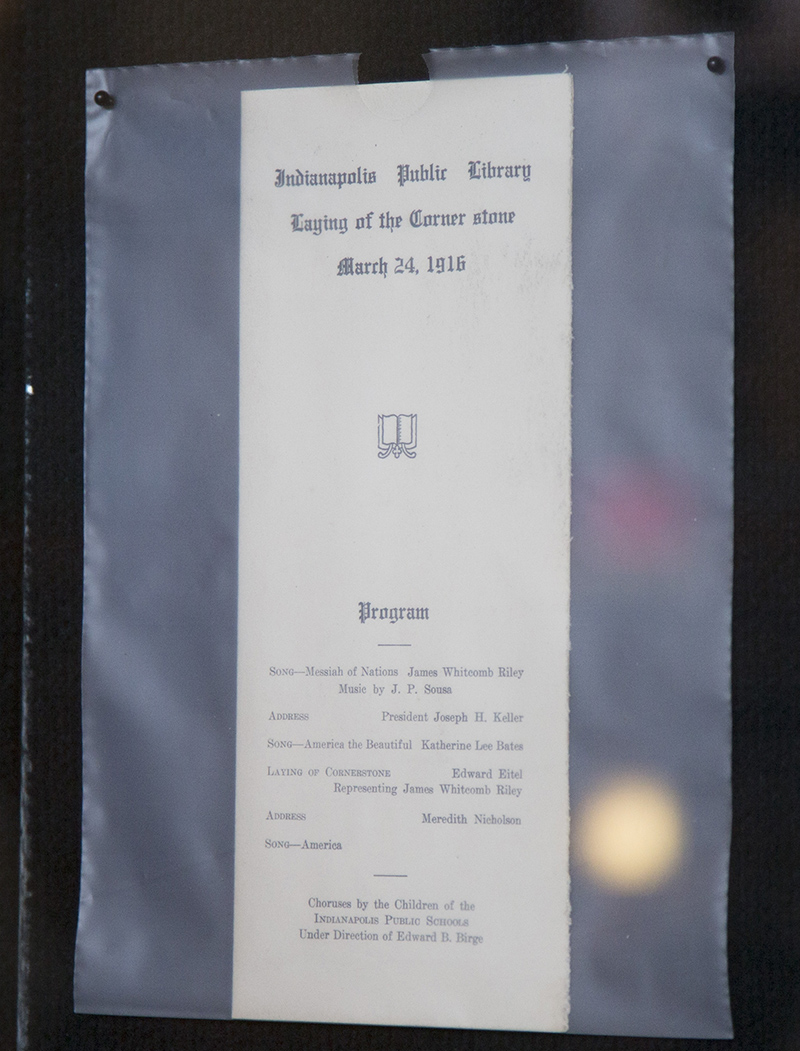 Indianapolis Public Library
Laying of the Corner stone
March 24, 1916
Program
SONG—Messiah of Nations James Whitcomb Riley
Music by J. P. Sousa
ADDRESS President Joseph H. Keller
SONG—America the Beautiful Katherine Lee Bates
LAYING OF CORNERSTONE Edward Eitel
Representing James Whitcomb Riley
ADDRESS Meredith Nicholson
SONG—America
Choruses by the Children of the
INDIANAPOLIS PUBLIC SCHOOLS
Under Direction of Edward B. Birge